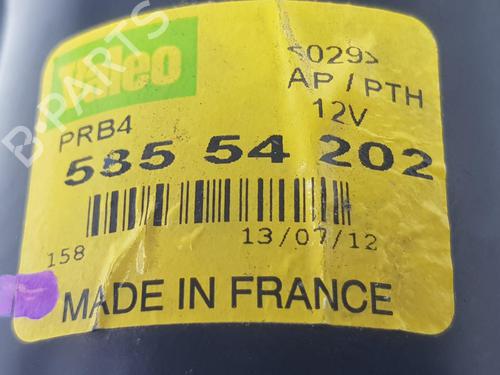 Valeo
<029>
AP / PTH
12V
PRB4
585 54 202
158
13/07/12
MADE IN FRANCE
B-PARTS